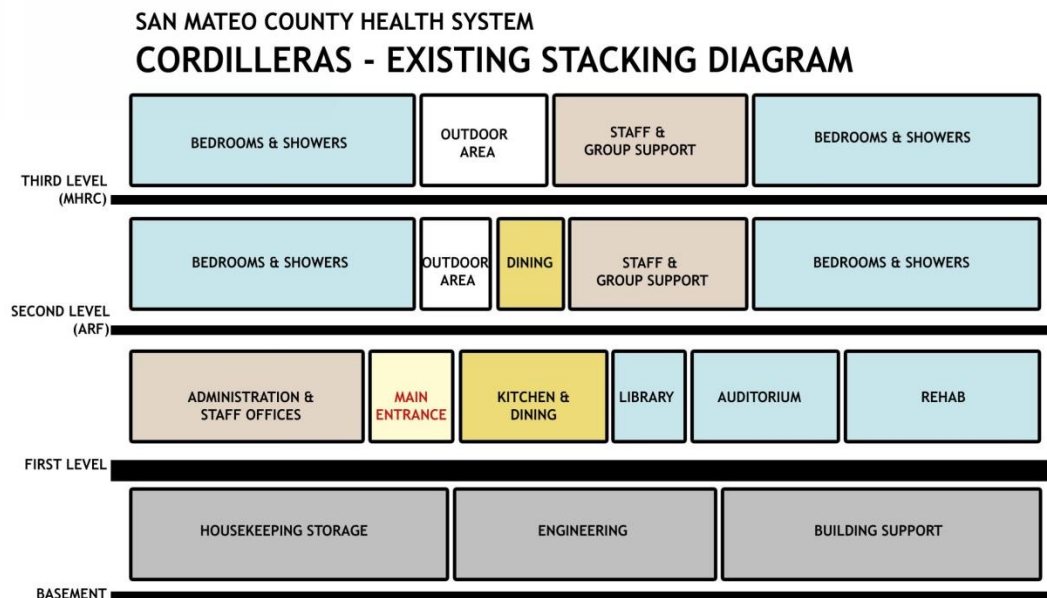 SAN MATEO COUNTY HEALTH SYSTEM
CORDILLERAS - EXISTING STACKING DIAGRAM
BEDROOMS & SHOWERS
OUTDOOR
AREA
STAFF &
GROUP SUPPORT
BEDROOMS & SHOWERS
THIRD LEVEL
(MHRC)
BEDROOMS & SHOWERS
OUTDOOR
AREA
DINING
STAFF &
GROUP SUPPORT
BEDROOMS & SHOWERS
SECOND LEVEL
(ARF)
ADMINISTRATION &
STAFF OFFICES
MAIN
ENTRANCE
KITCHEN &
DINING
LIBRARY
AUDITORIUM
REHAB
FIRST LEVEL
HOUSEKEEPING STORAGE
ENGINEERING
BUILDING SUPPORT
BASEMENT